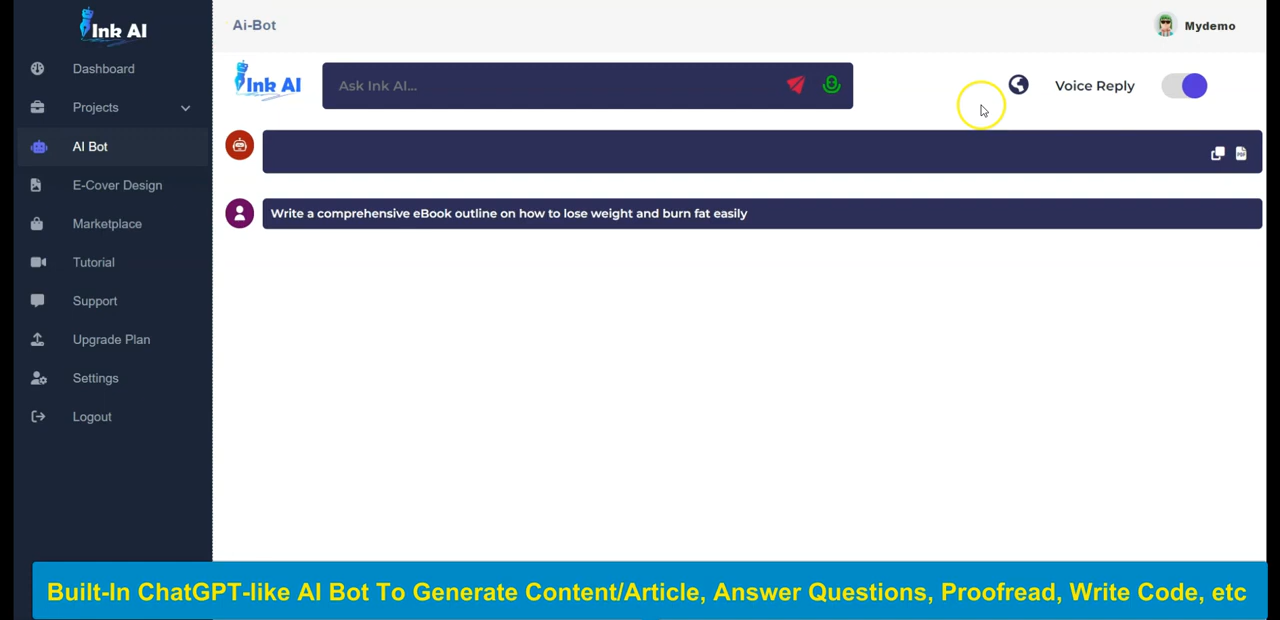 Ink AI
Dashboard
Projects
AI Bot
E-Cover Design
Marketplace
Tutorial
Support
Upgrade Plan
Settings
Logout
Ai-Bot
Mydemo
Ink AI
Ask Ink AI...
Voice Reply
Write a comprehensive eBook outline on how to lose weight and burn fat easily
Built-In ChatGPT-like AI Bot To Generate Content/Article, Answer Questions, Proofread, Write Code, etc